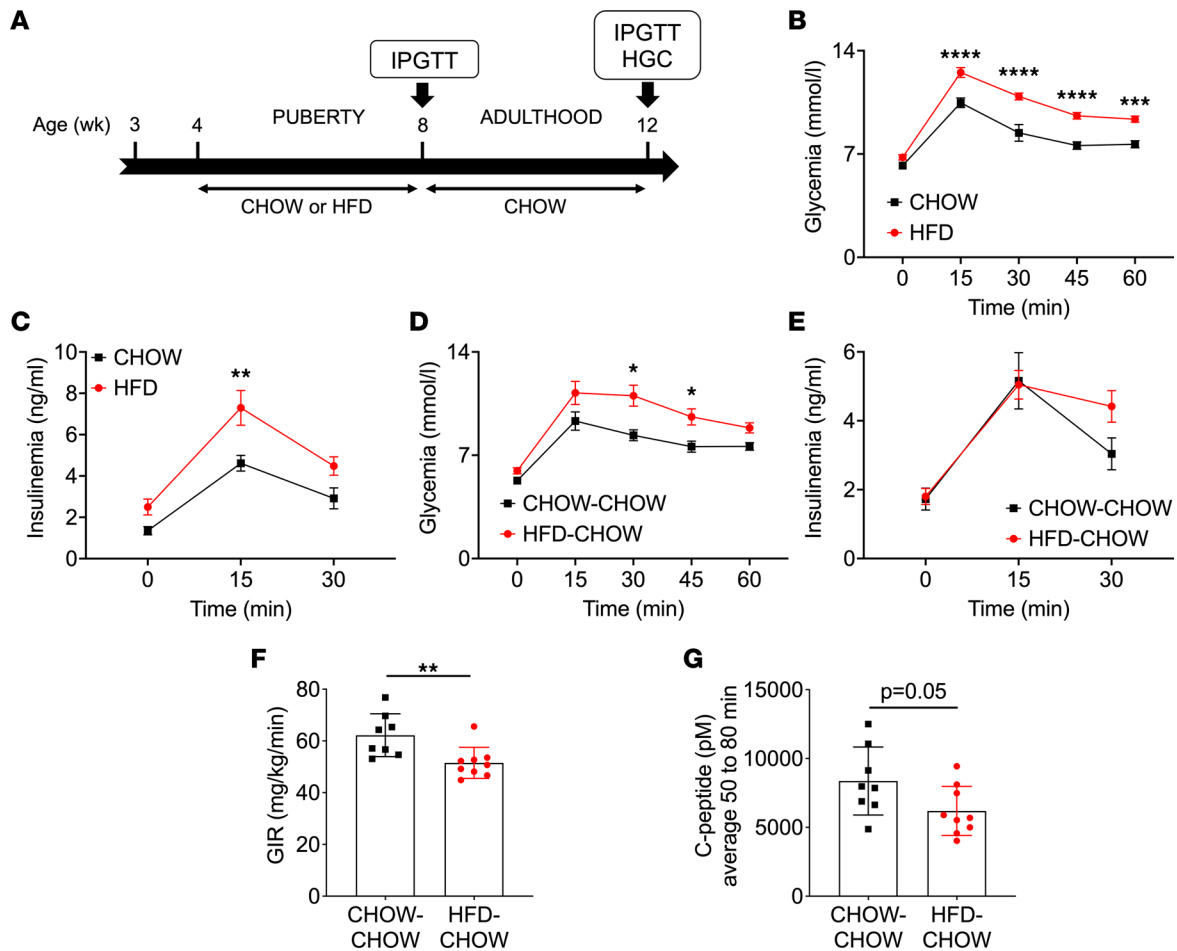 A
IPGTT
IPGTT
HGC
Age (wk)
3
4
PUBERTY
8
ADULTHOOD
12
CHOW or HFD
CHOW
B
Glycemia (mmol/l)
14
7
0
****
****
****
***
CHOW
HFD
0 15 30 45 60
Time (min)
C
Insulinemia (ng/ml)
10
8
6
4
2
0
CHOW
HFD
**
0 15 30
Time (min)
D
Glycemia (mmol/l)
14
7
0
*
*
CHOW-CHOW
HFD-CHOW
0 15 30 45 60
Time (min)
E
Insulinemia (ng/ml)
6
4
2
0
CHOW-CHOW
HFD-CHOW
0 15 30
Time (min)
F
GIR (mg/kg/min)
80
60
40
20
0
**
CHOW-
CHOW
HFD-
CHOW
G
C-peptide (pM)
average 50 to 80 min
15000
10000
5000
0
p=0.05
CHOW-
CHOW
HFD-
CHOW